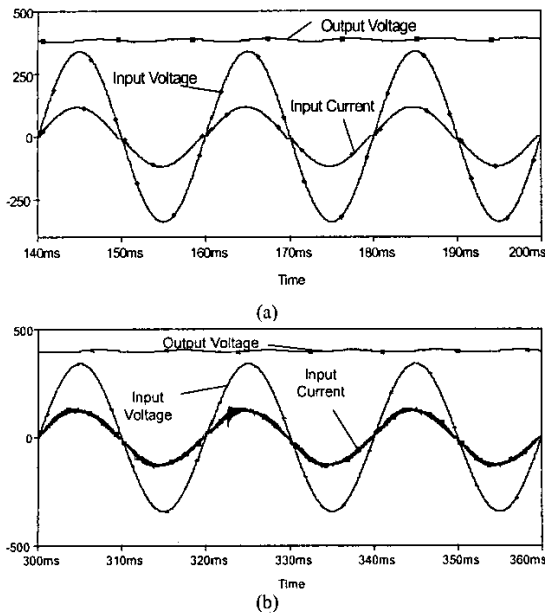 500
Output Voltage
Input Voltage
250
Input Current
0
-250
140ms
150ms
160ms
170ms
180ms
190ms
200ms
Time
(a)
500
Output Voltage
Input
Voltage
Input
Current
0
-500
300ms
310ms
320ms
330ms
340ms
350ms
360ms
Time
(b)